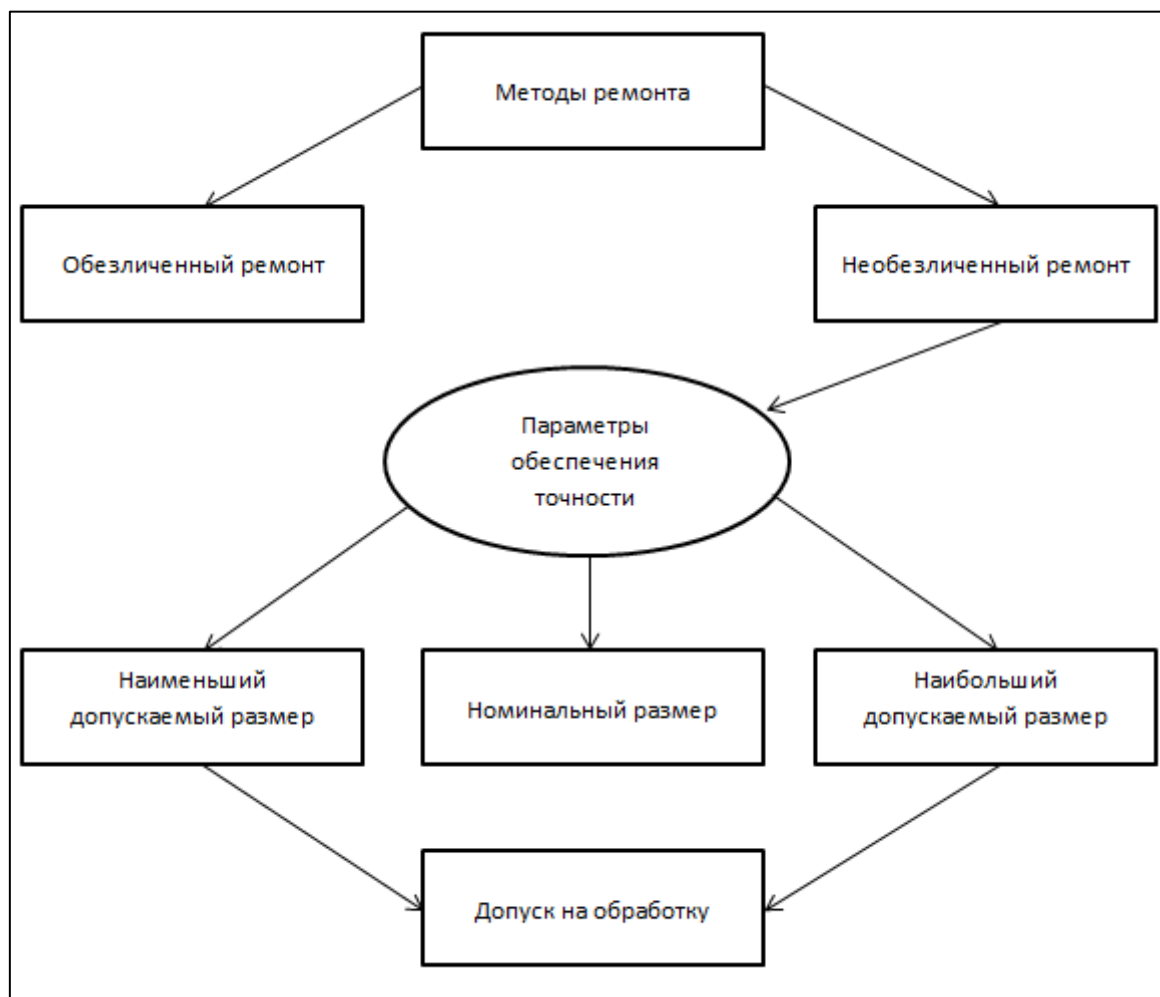 Методы ремонта
Обезличенный ремонт
Необезличенный ремонт
Параметры
обеспечения
точности
Наименьший
допускаемый размер
Номинальный размер
Наибольший
допускаемый размер
Допуск на обработку